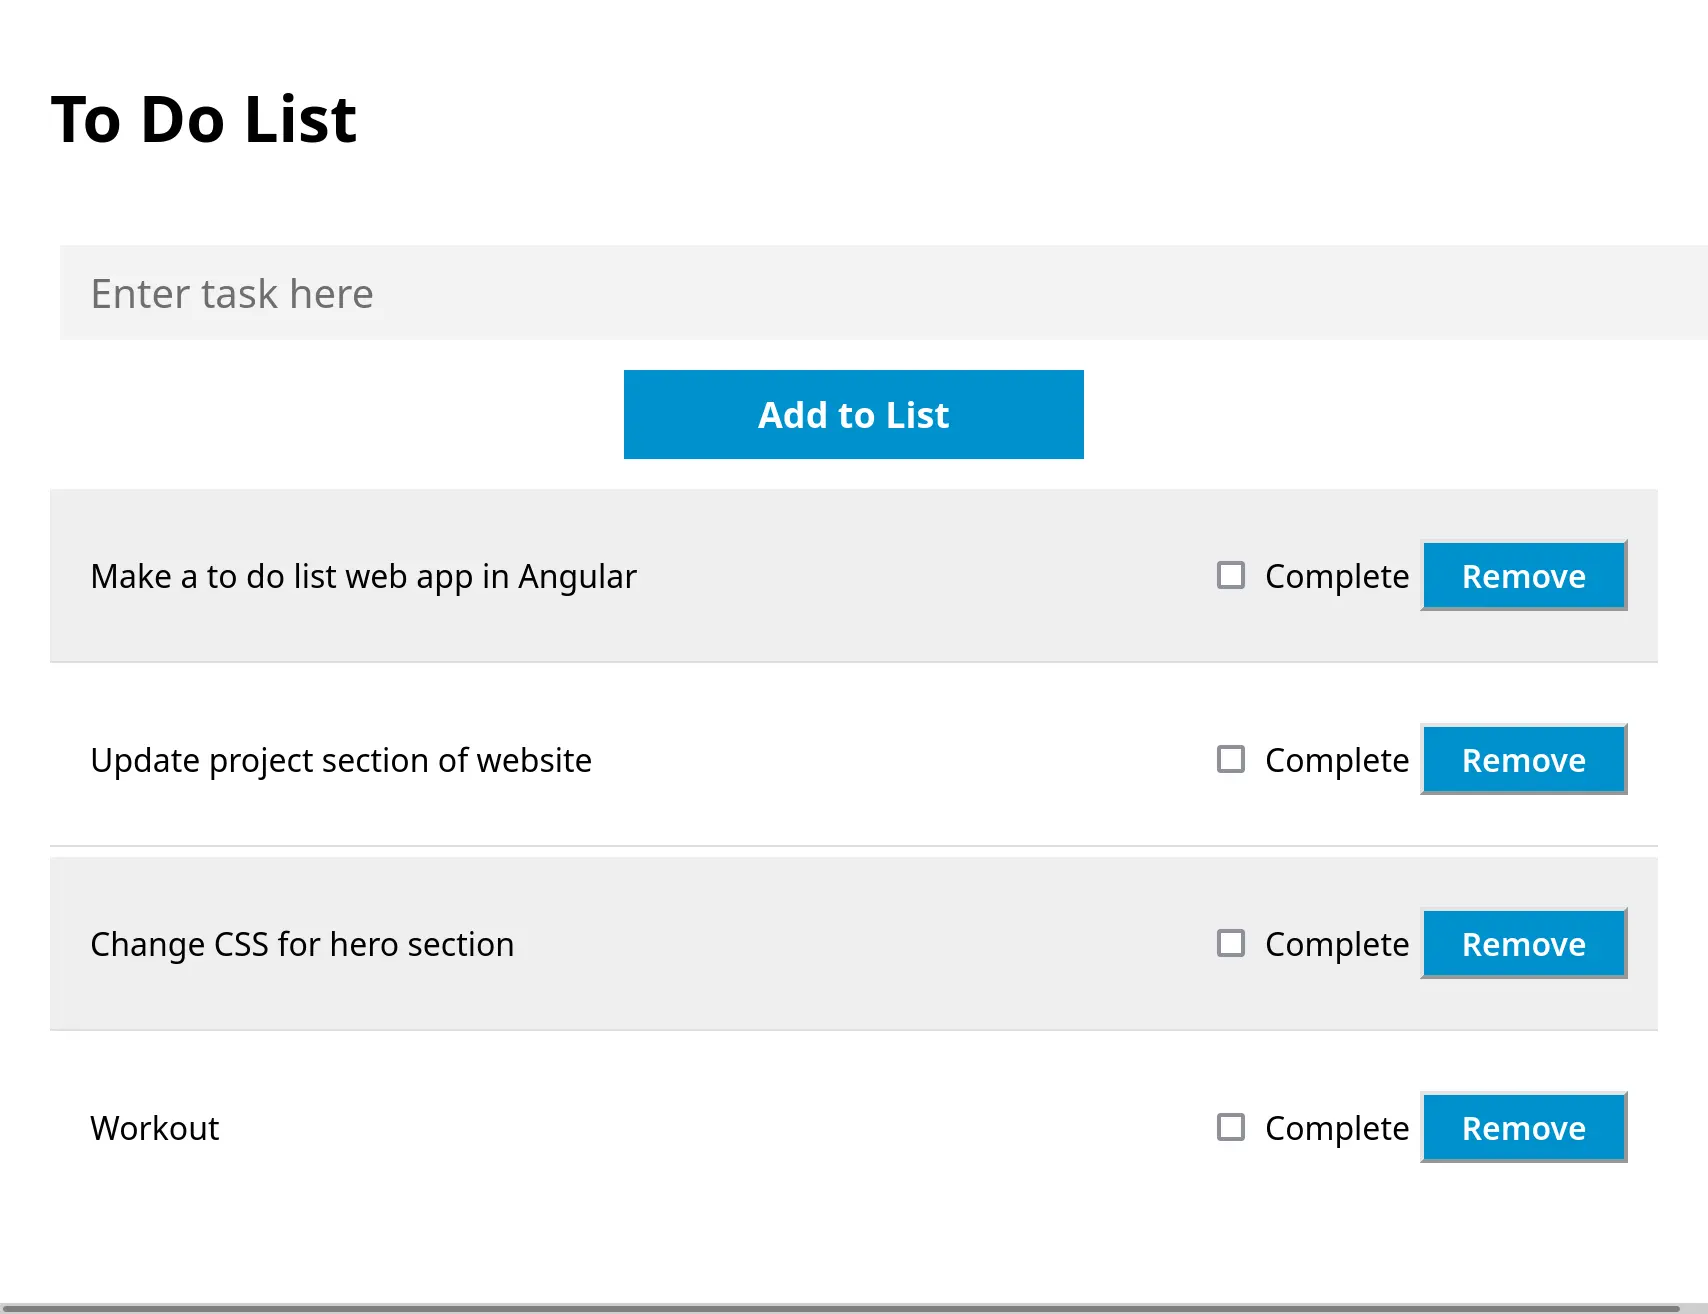 To Do List
Enter task here
Add to List
Make a to do list web app in Angular Complete Remove
Update project section of website Complete Remove
Change CSS for hero section Complete Remove
Workout Complete Remove